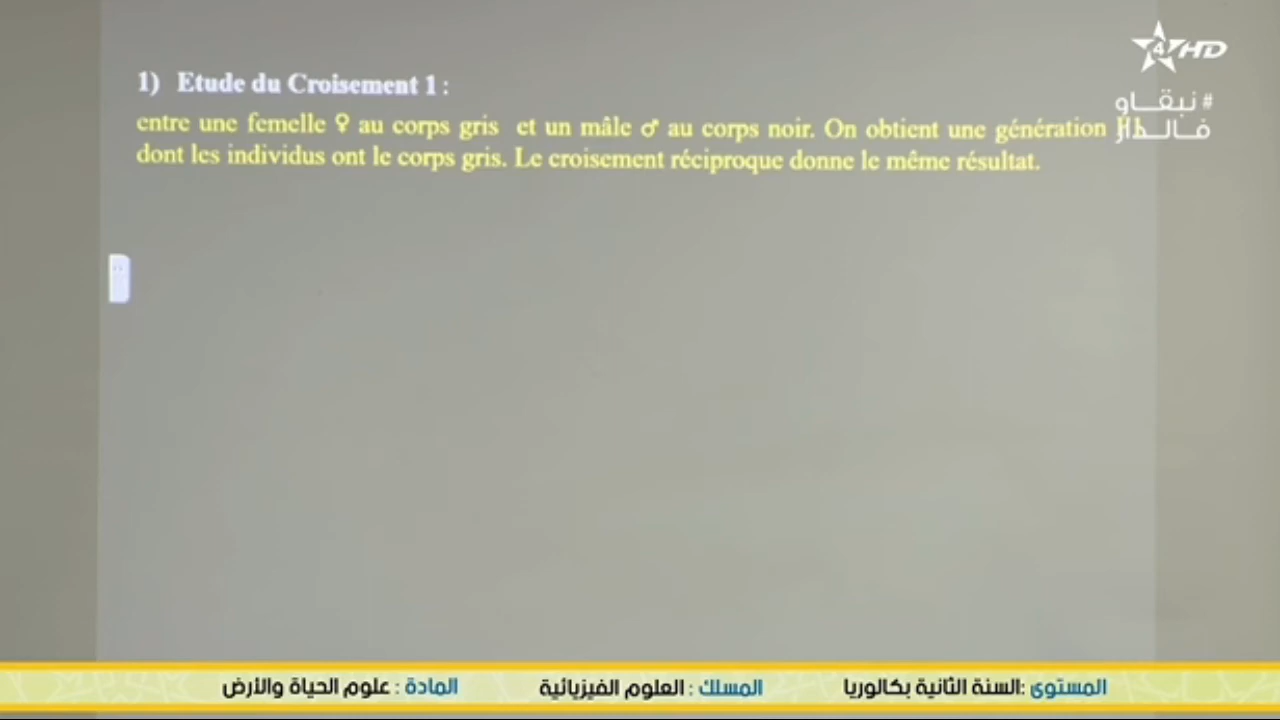 4 HD
# نبقاو
فالدار
1) Etude du Croisement 1 :
entre une femelle ♀ au corps gris et un mâle ♂ au corps noir. On obtient une génération
dont les individus ont le corps gris. Le croisement réciproque donne le même résultat.
المستوى :السنة الثانية بكالوريا المسلك : العلوم الفيزيائية المادة : علوم الحياة والأرض